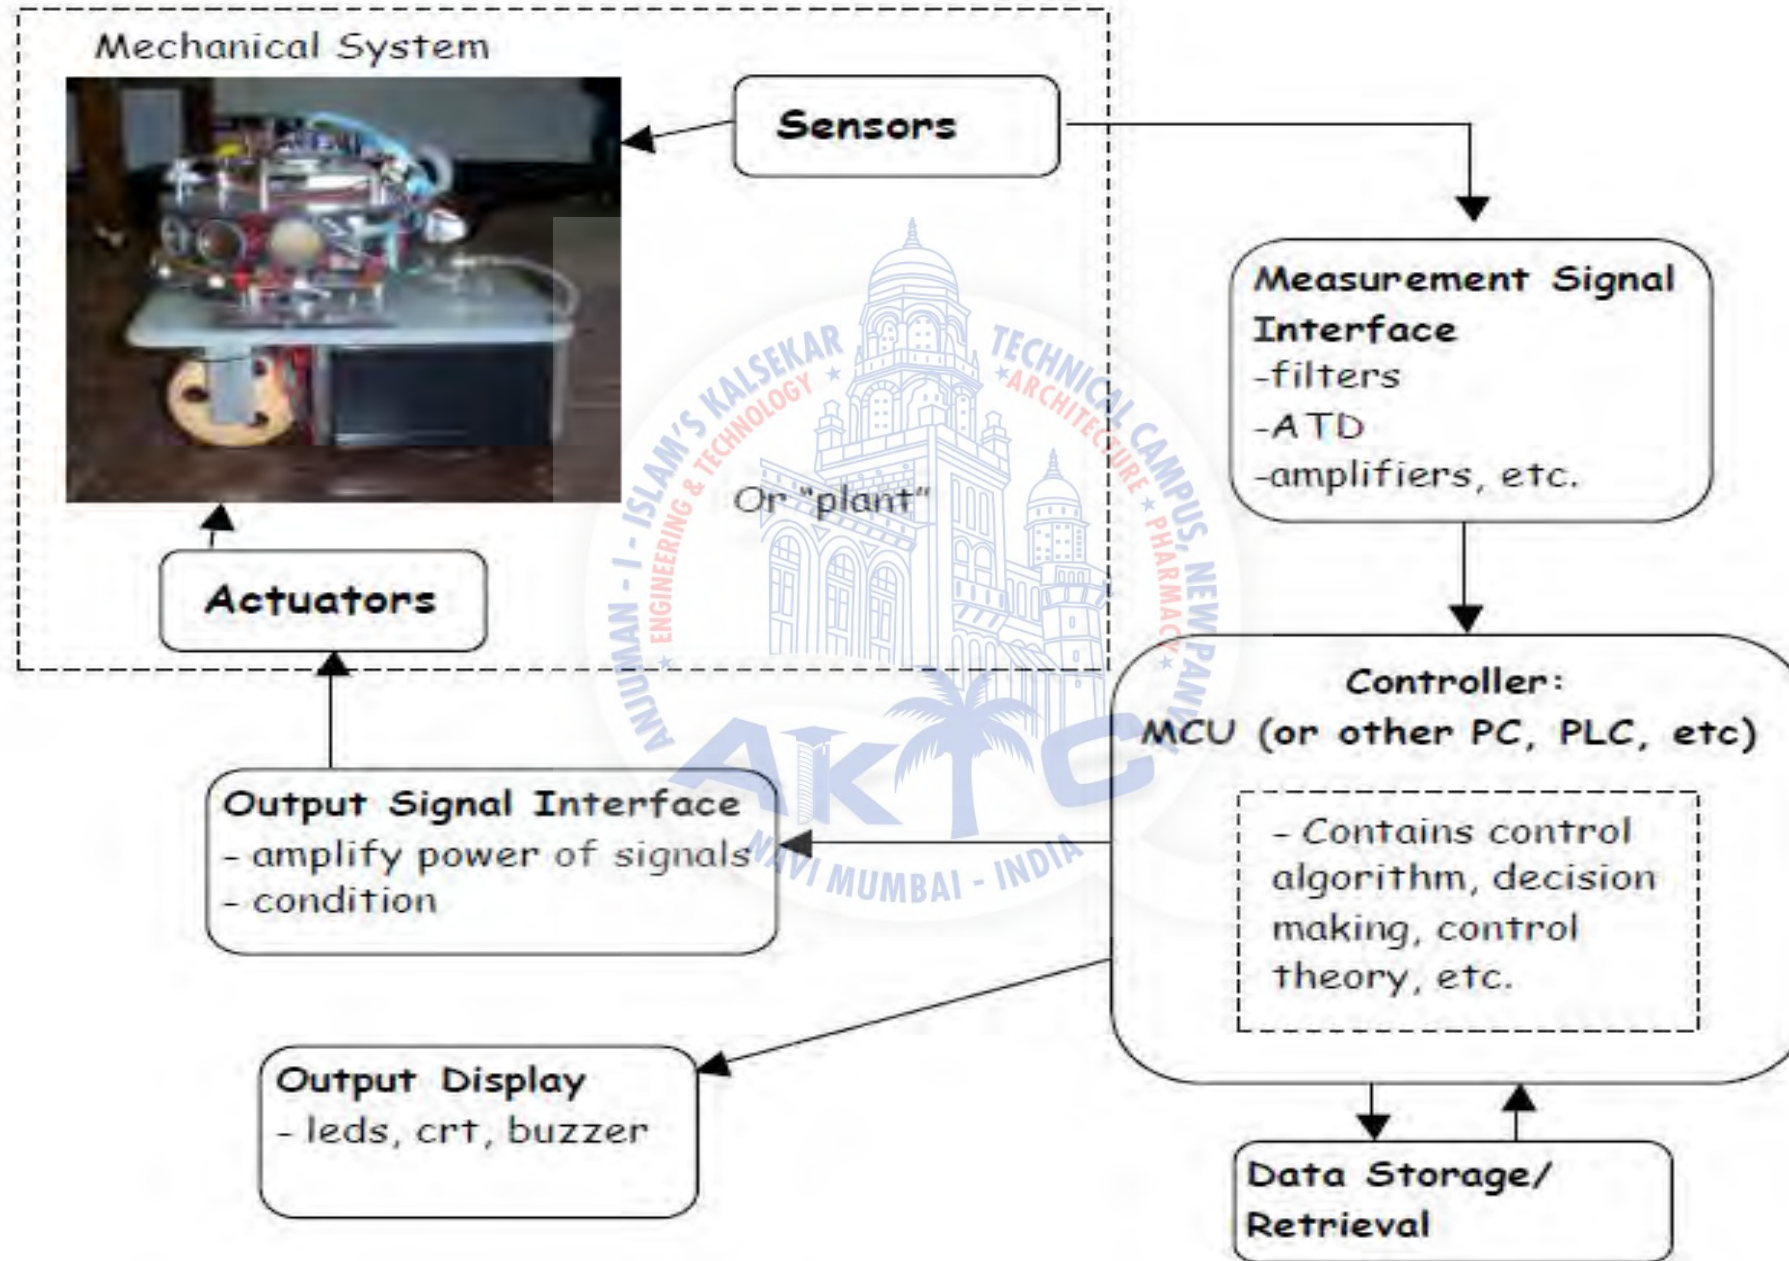 Mechanical System
Sensors
Measurement Signal
Interface
-filters
-ATD
-amplifiers, etc.
Or "plant"
Actuators
Controller:
MCU (or other PC, PLC, etc)
- Contains control
algorithm, decision
making, control
theory, etc.
Output Signal Interface
- amplify power of signals
- condition
Output Display
- leds, crt, buzzer
Data Storage/
Retrieval
ANJUMAN - I - ISLAM'S KALSEKAR TECHNICAL CAMPUS, NEW PANVEL
ENGINEERING & TECHNOLOGY ★ ★ ARCHITECTURE ★ PHARMACY ★
AKTC
NAVI MUMBAI - INDIA